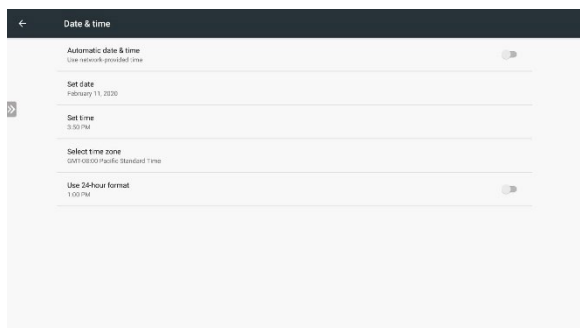 Date & time
Automatic date & time
Use network-provided time
Set date
February 11, 2020
Set time
3:50 PM
Select time zone
GMT-08:00 Pacific Standard Time
Use 24-hour format
1:00 PM